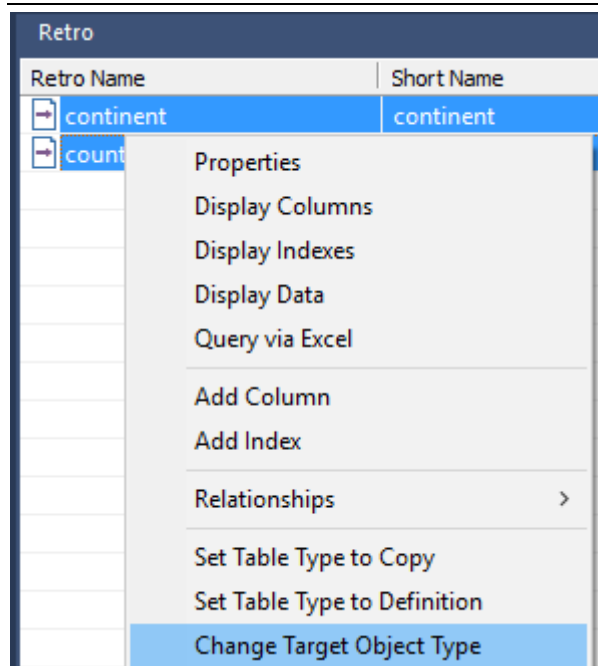 Retro
Retro Name Short Name
continent continent
count
Properties
Display Columns
Display Indexes
Display Data
Query via Excel
Add Column
Add Index
Relationships >
Set Table Type to Copy
Set Table Type to Definition
Change Target Object Type